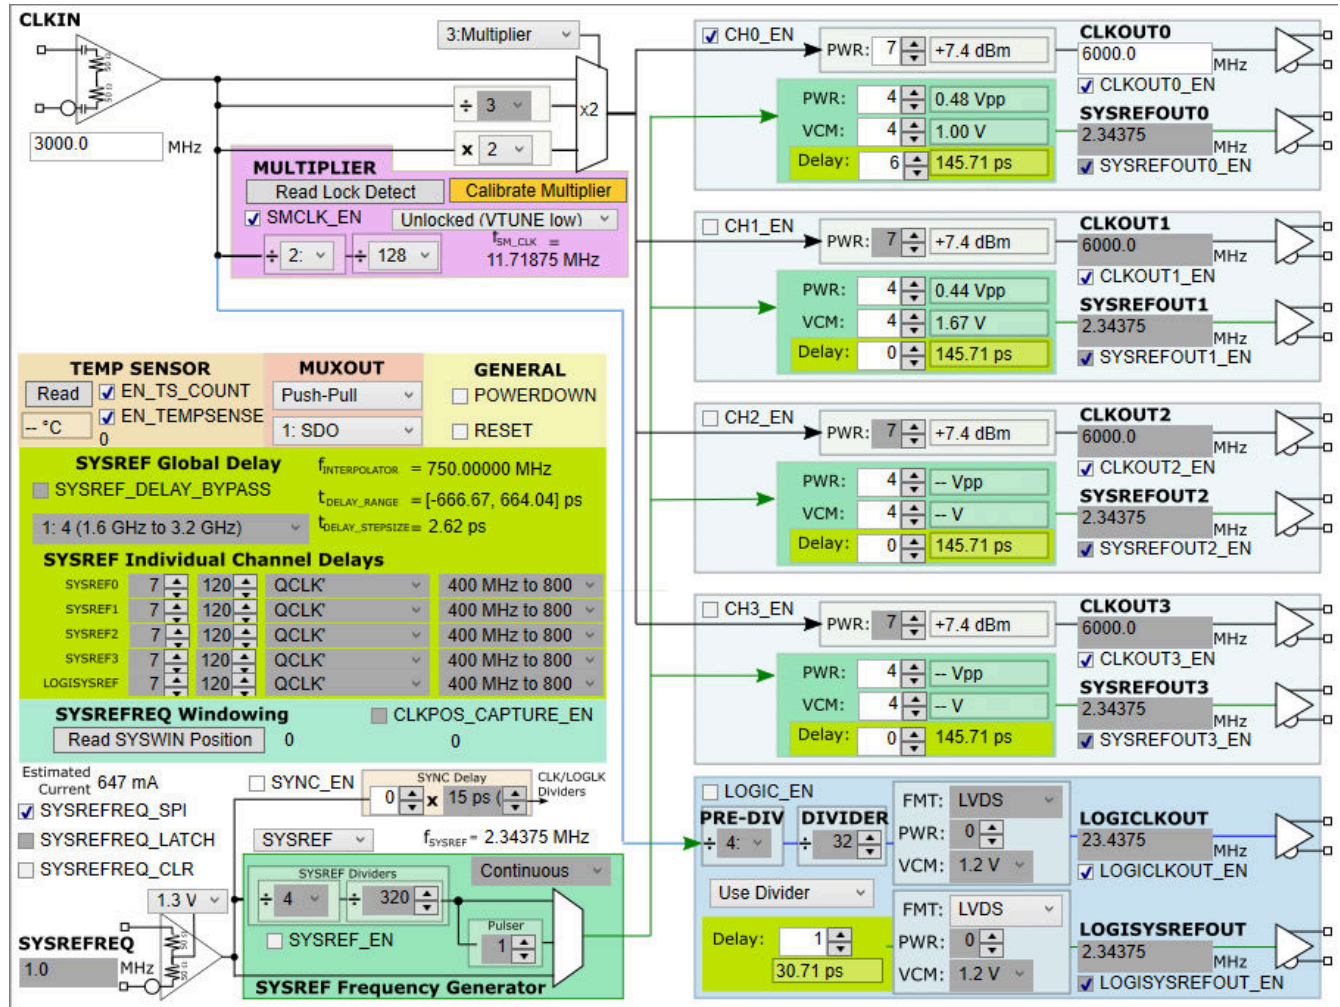 CLKIN
50 Ω
50 Ω
3000.0 MHz
3:Multiplier
÷ 3
x 2
x2
MULTIPLIER
Read Lock Detect
Calibrate Multiplier
SMCLK_EN
Unlocked (VTUNE low)
÷ 2: ÷ 128
fSM_CLK =
11.71875 MHz
CH0_EN
PWR: 7 +7.4 dBm
CLKOUT0
6000.0 MHz
CLKOUT0_EN
PWR: 4 0.48 Vpp
VCM: 4 1.00 V
Delay: 6 145.71 ps
SYSREFOUT0
2.34375 MHz
SYSREFOUT0_EN
CH1_EN
PWR: 7 +7.4 dBm
CLKOUT1
6000.0 MHz
CLKOUT1_EN
PWR: 4 0.44 Vpp
VCM: 4 1.67 V
Delay: 0 145.71 ps
SYSREFOUT1
2.34375 MHz
SYSREFOUT1_EN
CH2_EN
PWR: 7 +7.4 dBm
CLKOUT2
6000.0 MHz
CLKOUT2_EN
PWR: 4 -- Vpp
VCM: 4 -- V
Delay: 0 145.71 ps
SYSREFOUT2
2.34375 MHz
SYSREFOUT2_EN
CH3_EN
PWR: 7 +7.4 dBm
CLKOUT3
6000.0 MHz
CLKOUT3_EN
PWR: 4 -- Vpp
VCM: 4 -- V
Delay: 0 145.71 ps
SYSREFOUT3
2.34375 MHz
SYSREFOUT3_EN
TEMP SENSOR
Read
EN_TS_COUNT
-- °C
EN_TEMPSENSE
0
MUXOUT
Push-Pull
1: SDO
GENERAL
POWERDOWN
RESET
SYSREF Global Delay
SYSREF_DELAY_BYPASS
1: 4 (1.6 GHz to 3.2 GHz)
fINTERPOLATOR = 750.00000 MHz
tDELAY_RANGE = [-666.67, 664.04] ps
tDELAY_STEPSIZE = 2.62 ps
SYSREF Individual Channel Delays
SYSREF0 7 120 QCLK' 400 MHz to 800
SYSREF1 7 120 QCLK' 400 MHz to 800
SYSREF2 7 120 QCLK' 400 MHz to 800
SYSREF3 7 120 QCLK' 400 MHz to 800
LOGISYSREF 7 120 QCLK' 400 MHz to 800
SYSREFREQ Windowing
CLKPOS_CAPTURE_EN
Read SYSWIN Position 0
0
Estimated
Current 647 mA
SYSREFREQ_SPI
SYSREFREQ_LATCH
SYSREFREQ_CLR
SYNC_EN
SYNC Delay
0 x 15 ps (
CLK/LOGLK
Dividers
SYSREF
fSYSREF = 2.34375 MHz
SYSREF Dividers
÷ 4 ÷ 320
Continuous
SYSREF_EN
Pulser
1
SYSREF Frequency Generator
1.3 V
50 Ω
50 Ω
SYSREFREQ
1.0 MHz
LOGIC_EN
PRE-DIV
÷ 4:
DIVIDER
÷ 32
Use Divider
Delay: 1
30.71 ps
FMT: LVDS
PWR: 0
VCM: 1.2 V
LOGICLKOUT
23.4375 MHz
LOGICLKOUT_EN
FMT: LVDS
PWR: 0
VCM: 1.2 V
LOGISYSREFOUT
2.34375 MHz
LOGISYSREFOUT_EN